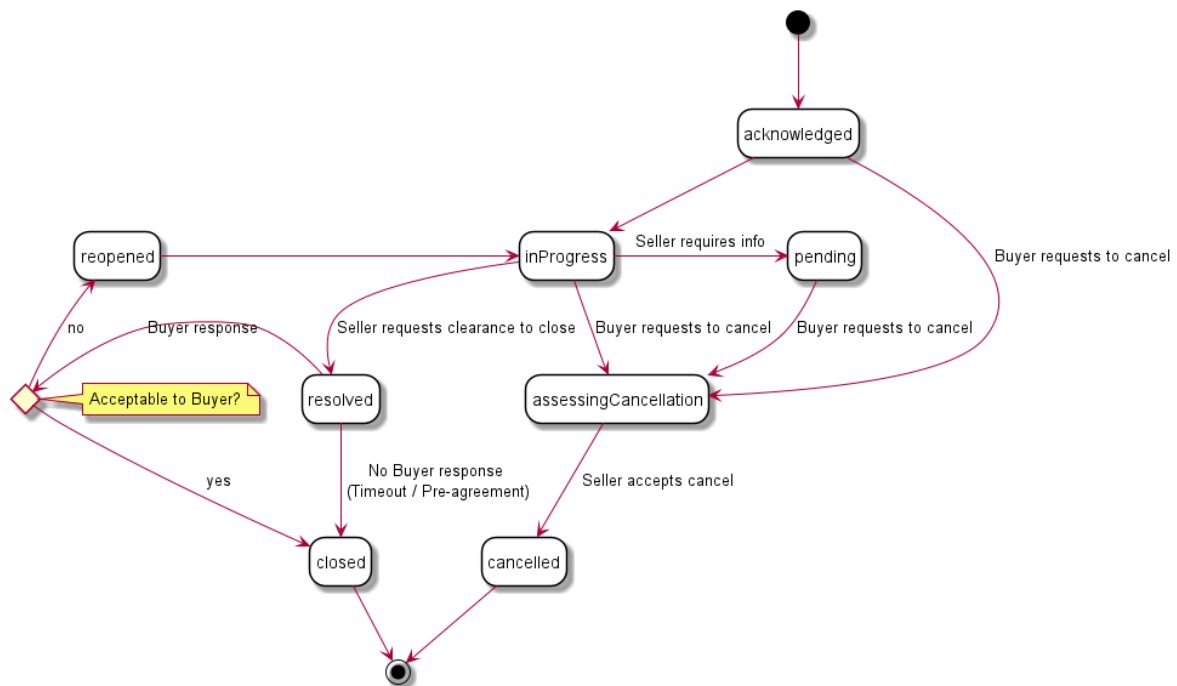 acknowledged
reopened
inProgress
Seller requires info
pending
Buyer requests to cancel
no
Buyer response
Seller requests clearance to close
Buyer requests to cancel
Buyer requests to cancel
Acceptable to Buyer?
resolved
assessingCancellation
yes
No Buyer response
(Timeout / Pre-agreement)
Seller accepts cancel
closed
cancelled